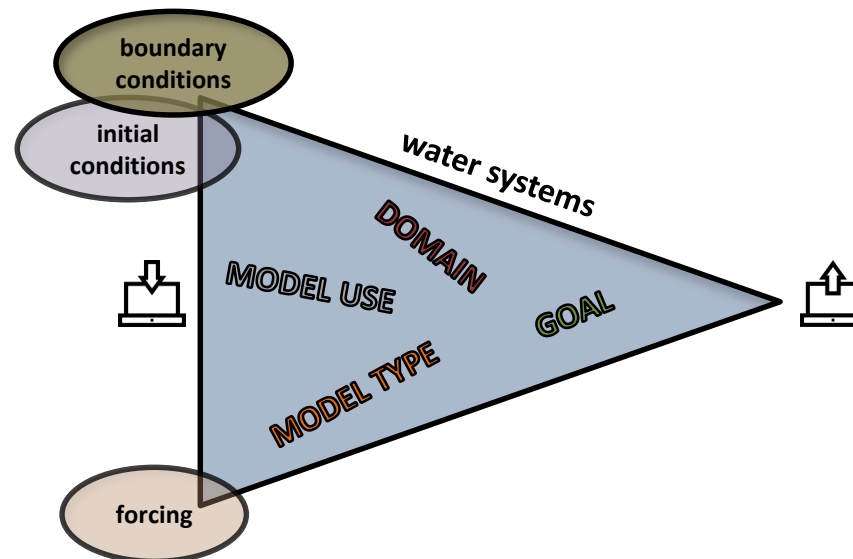 boundary
conditions
initial
conditions
water systems
DOMAIN
MODEL USE
GOAL
MODEL TYPE
forcing